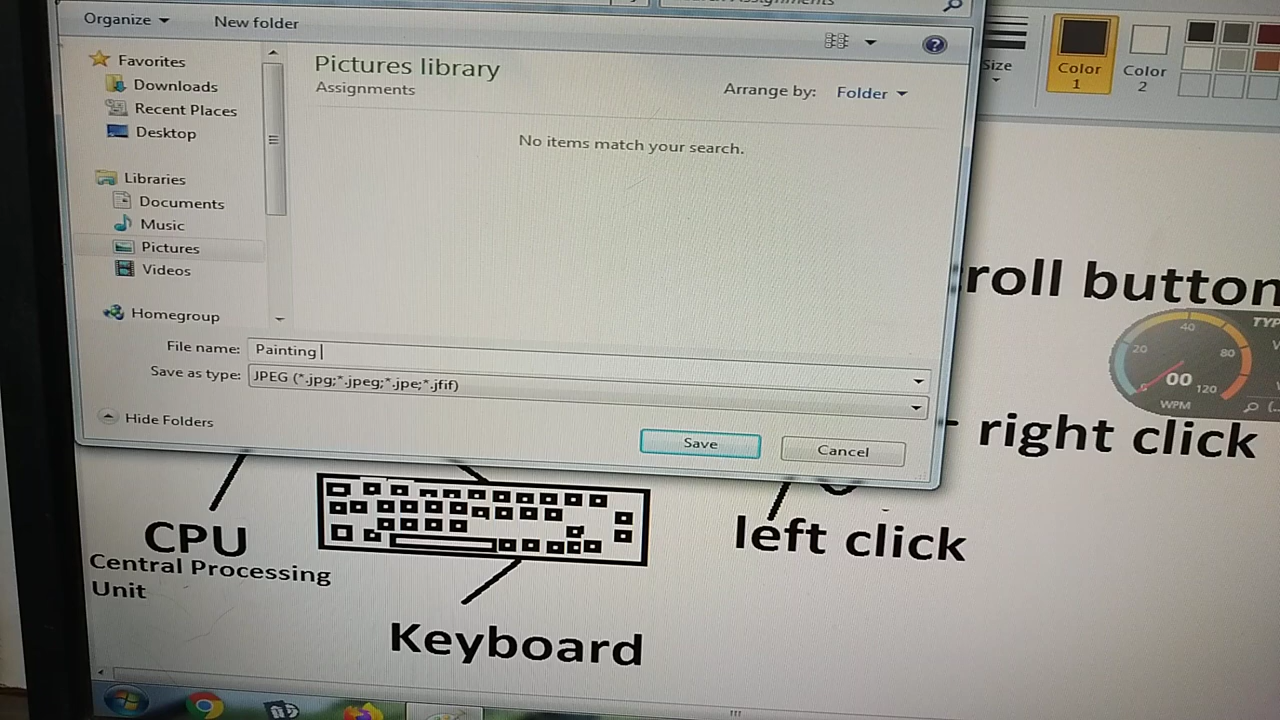 Organize
New folder
Favorites
Downloads
Recent Places
Desktop
Libraries
Documents
Music
Pictures
Videos
Homegroup
Pictures library
Assignments
Arrange by: Folder
No items match your search.
File name: Painting
Save as type: JPEG (*.jpg;*.jpeg;*.jpe;*.jfif)
Hide Folders
Save
Cancel
Size
Color 1
Color 2
roll button
20
40
80
120
00
WPM
TYP
right click
left click
CPU
Central Processing
Unit
Keyboard